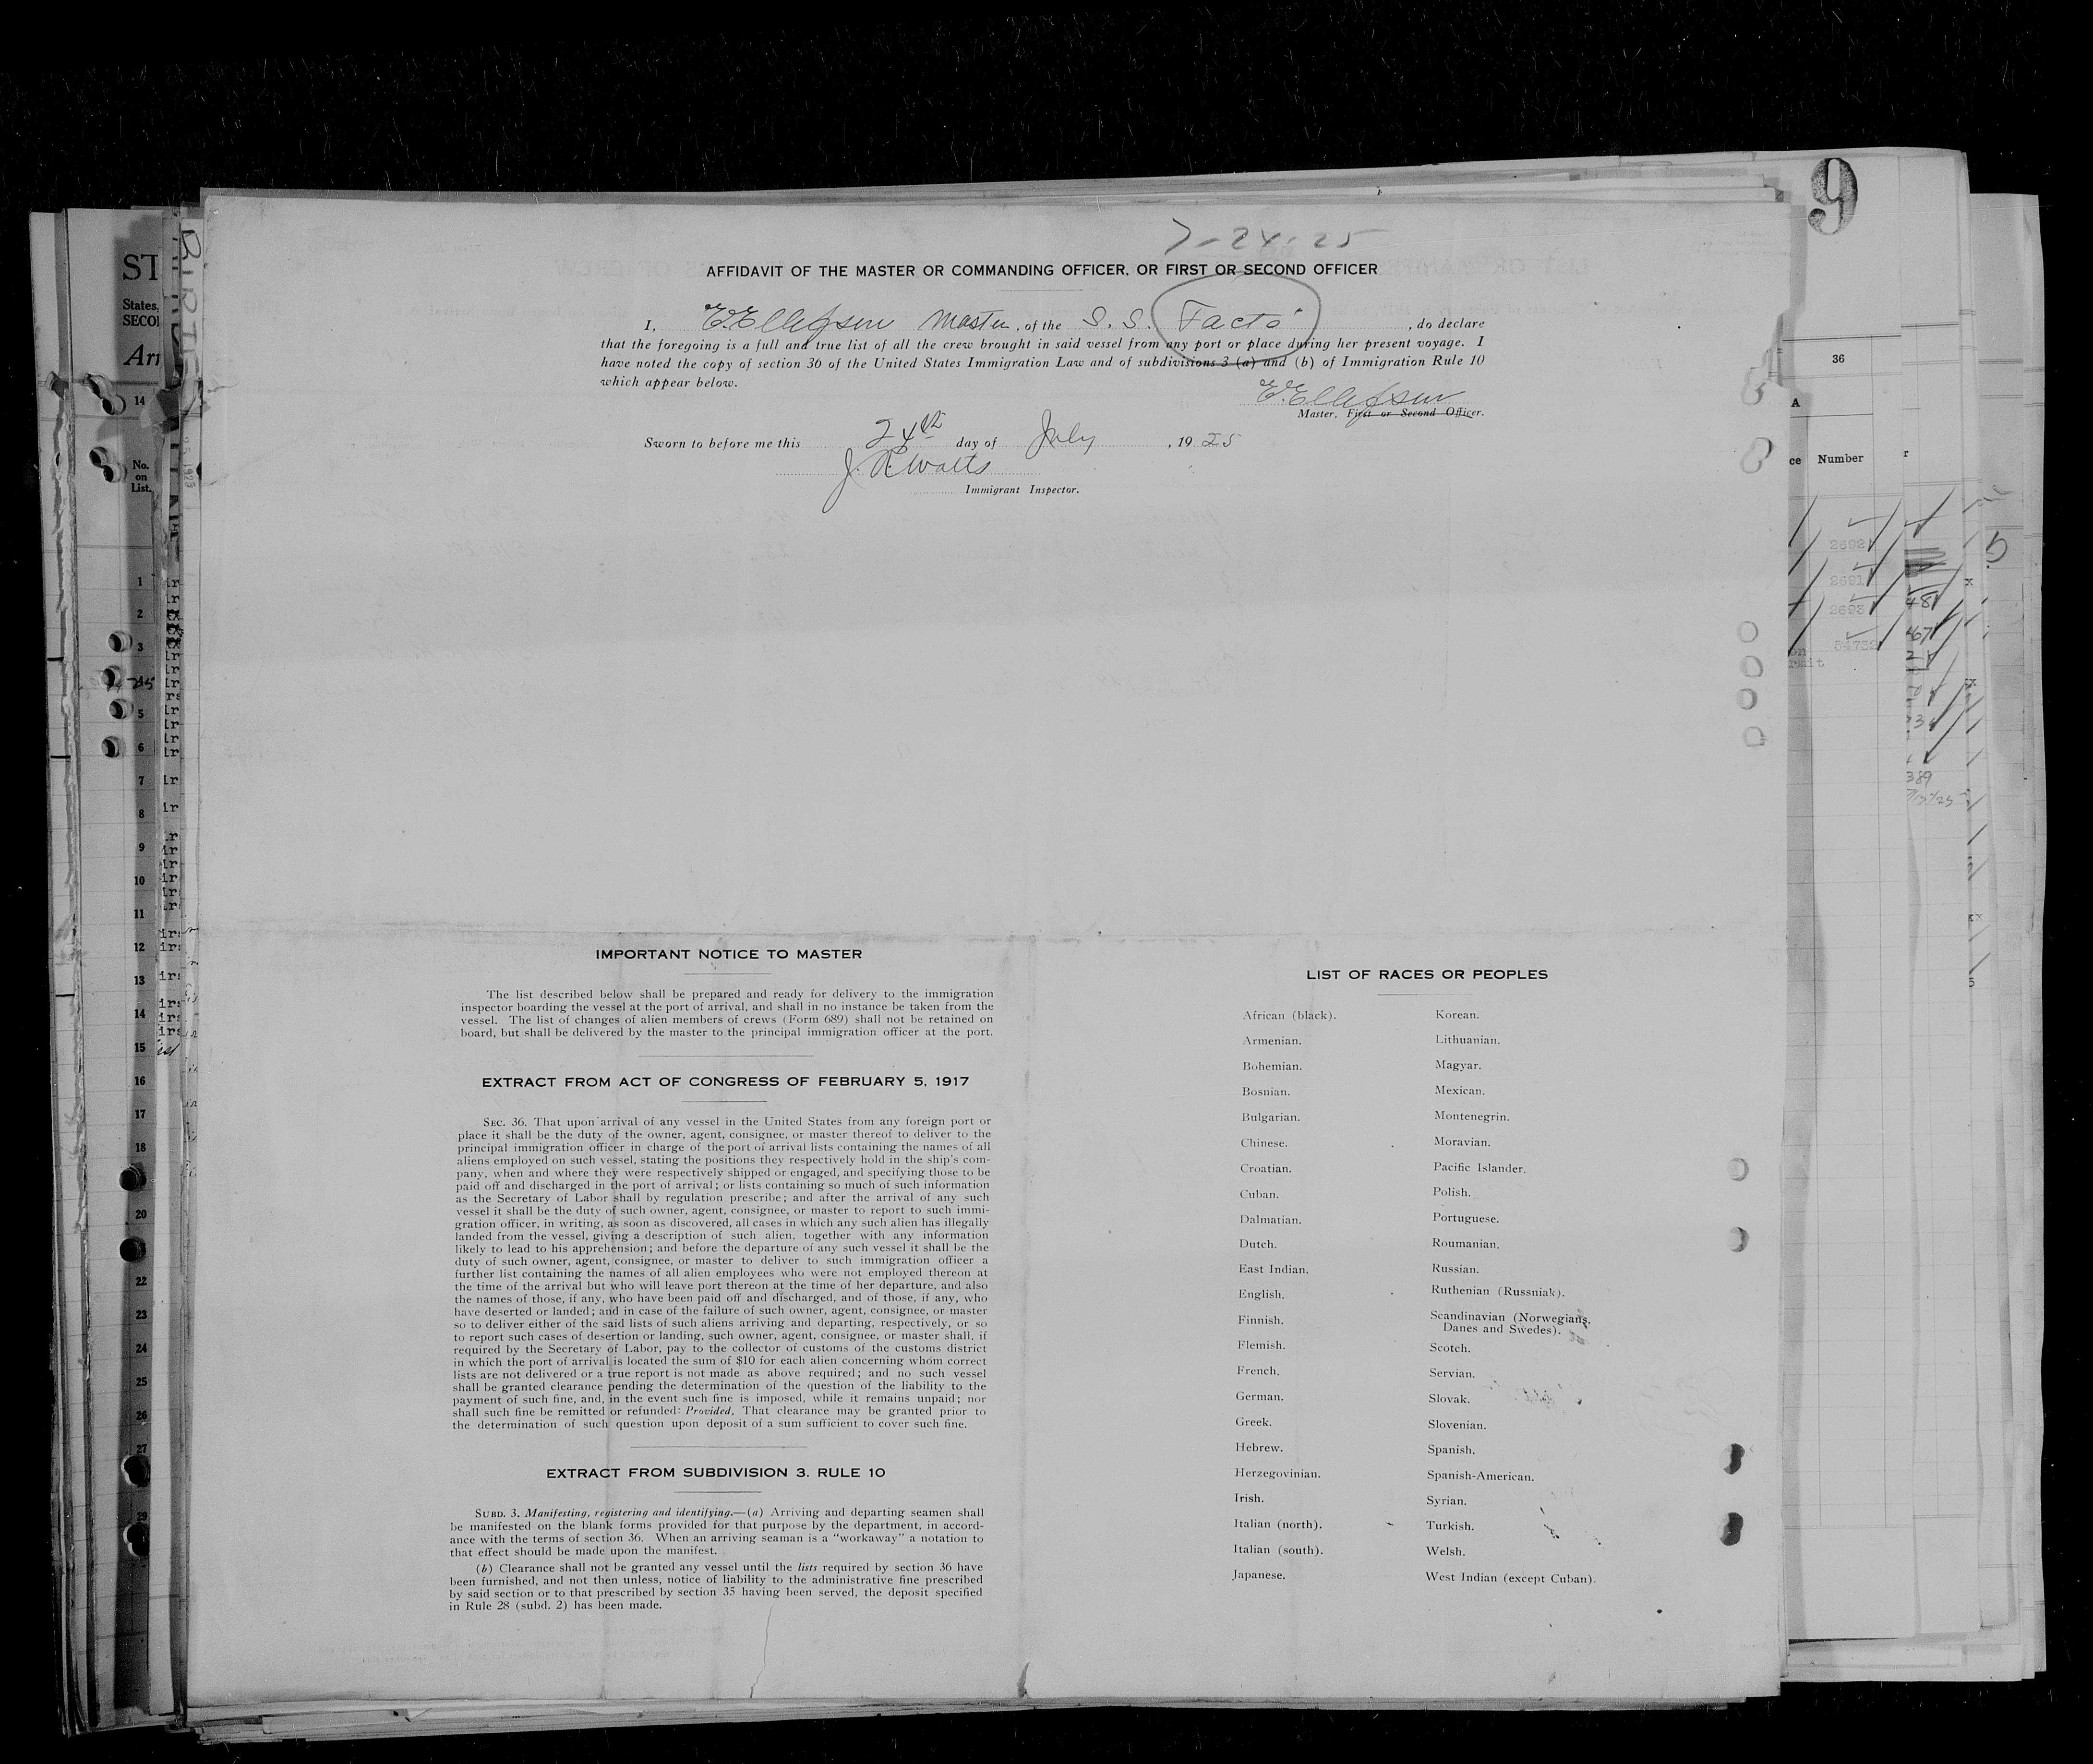 7-24-25
9
AFFIDAVIT OF THE MASTER OR COMMANDING OFFICER, OR FIRST OR SECOND OFFICER
I, E. Ellefsen Master, of the S. S. Facto, do declare
that the foregoing is a full and true list of all the crew brought in said vessel from any port or place during her present voyage. I
have noted the copy of section 36 of the United States Immigration Law and of subdivisions 3 (a) and (b) of Immigration Rule 10
which appear below.
E. Ellefsen
Master, First or Second Officer.
Sworn to before me this 24th day of July, 1925
J. R. Watts
Immigrant Inspector.
IMPORTANT NOTICE TO MASTER
The list described below shall be prepared and ready for delivery to the immigration
inspector boarding the vessel at the port of arrival, and shall in no instance be taken from the
vessel. The list of changes of alien members of crews (Form 689) shall not be retained on
board, but shall be delivered by the master to the principal immigration officer at the port.
EXTRACT FROM ACT OF CONGRESS OF FEBRUARY 5, 1917
SEC. 36. That upon arrival of any vessel in the United States from any foreign port or
place it shall be the duty of the owner, agent, consignee, or master thereof to deliver to the
principal immigration officer in charge of the port of arrival lists containing the names of all
aliens employed on such vessel, stating the positions they respectively hold in the ship's com-
pany, when and where they were respectively shipped or engaged, and specifying those to be
paid off and discharged in the port of arrival; or lists containing so much of such information
as the Secretary of Labor shall by regulation prescribe; and after the arrival of any such
vessel it shall be the duty of such owner, agent, consignee, or master to report to such immi-
gration officer, in writing, as soon as discovered, all cases in which any such alien has illegally
landed from the vessel, giving a description of such alien, together with any information
likely to lead to his apprehension; and before the departure of any such vessel it shall be the
duty of such owner, agent, consignee, or master to deliver to such immigration officer a
further list containing the names of all alien employees who were not employed thereon at
the time of the arrival but who will leave port thereon at the time of her departure, and also
the names of those, if any, who have been paid off and discharged, and of those, if any, who
have deserted or landed; and in case of the failure of such owner, agent, consignee, or master
so to deliver either of the said lists of such aliens arriving and departing, respectively, or so
to report such cases of desertion or landing, such owner, agent, consignee, or master shall, if
required by the Secretary of Labor, pay to the collector of customs of the customs district
in which the port of arrival is located the sum of $10 for each alien concerning whom correct
lists are not delivered or a true report is not made as above required; and no such vessel
shall be granted clearance pending the determination of the question of the liability to the
payment of such fine, and, in the event such fine is imposed, while it remains unpaid; nor
shall such fine be remitted or refunded: Provided, That clearance may be granted prior to
the determination of such question upon deposit of a sum sufficient to cover such fine.
EXTRACT FROM SUBDIVISION 3, RULE 10
SUBD. 3. Manifesting, registering and identifying.—(a) Arriving and departing seamen shall
be manifested on the blank forms provided for that purpose by the department, in accord-
ance with the terms of section 36. When an arriving seaman is a "workaway" a notation to
that effect should be made upon the manifest.
(b) Clearance shall not be granted any vessel until the lists required by section 36 have
been furnished, and not then unless, notice of liability to the administrative fine prescribed
by said section or to that prescribed by section 35 having been served, the deposit specified
in Rule 28 (subd. 2) has been made.
LIST OF RACES OR PEOPLES
African (black).
Armenian.
Bohemian.
Bosnian.
Bulgarian.
Chinese.
Croatian.
Cuban.
Dalmatian.
Dutch.
East Indian.
English.
Finnish.
Flemish.
French.
German.
Greek.
Hebrew.
Herzegovinian.
Irish.
Italian (north).
Italian (south).
Japanese.
Korean.
Lithuanian.
Magyar.
Mexican.
Montenegrin.
Moravian.
Pacific Islander.
Polish.
Portuguese.
Roumanian.
Russian.
Ruthenian (Russniak).
Scandinavian (Norwegians,
Danes and Swedes).
Scotch.
Servian.
Slovak.
Slovenian.
Spanish.
Spanish-American.
Syrian.
Turkish.
Welsh.
West Indian (except Cuban).
ST
States,
No.
on
List.
14
1
2
3
5
6
7
8
9
10
11
12
13
14
15
16
17
18
20
22
23
24
25
26
27
29
36
A
Number
2692
2691
2693